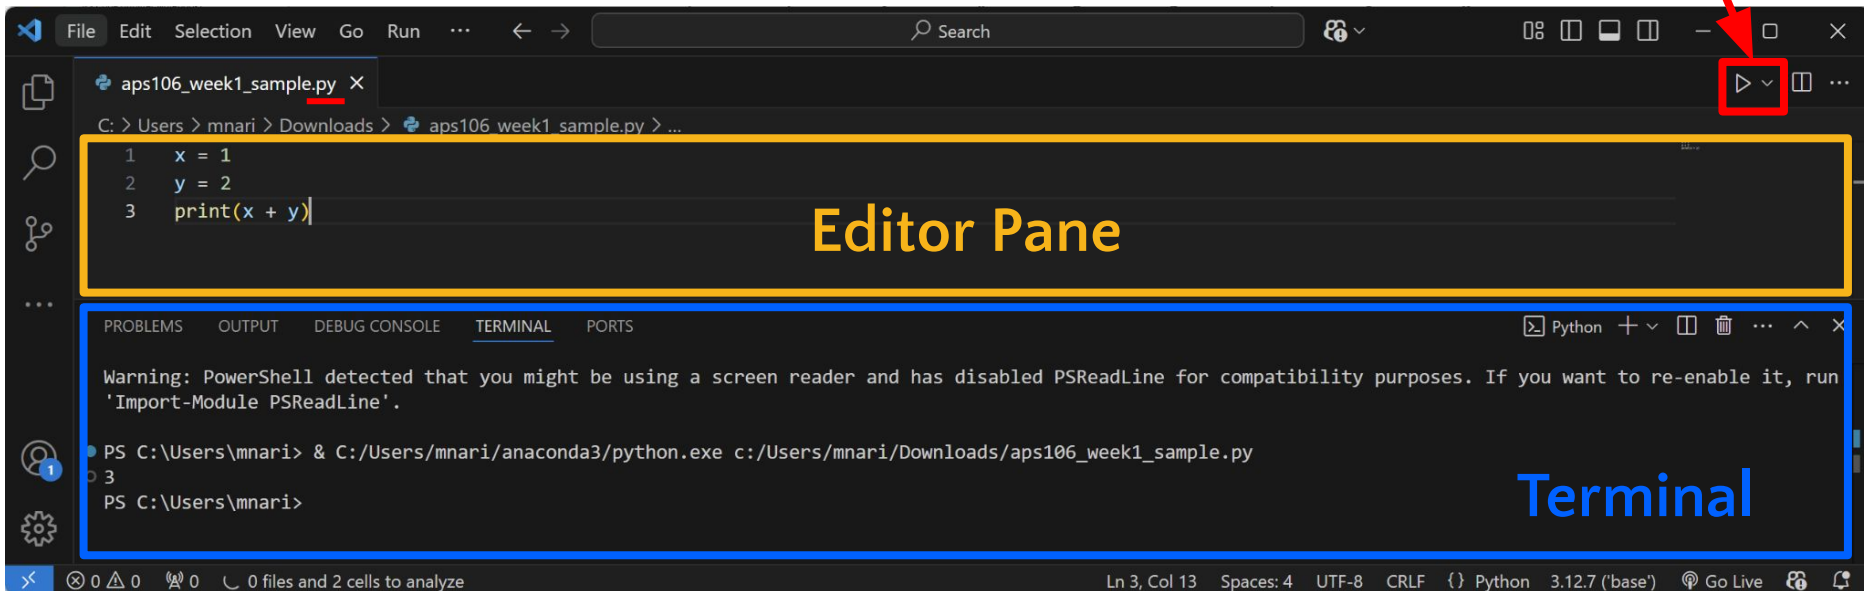 File Edit Selection View Go Run ··· Search
aps106_week1_sample.py
C: > Users > mnari > Downloads > aps106_week1_sample.py > ...
1 x = 1
2 y = 2
3 print(x + y)
Editor Pane
PROBLEMS OUTPUT DEBUG CONSOLE TERMINAL PORTS Python
Warning: PowerShell detected that you might be using a screen reader and has disabled PSReadLine for compatibility purposes. If you want to re-enable it, run
'Import-Module PSReadLine'.
PS C:\Users\mnari> & C:/Users/mnari/anaconda3/python.exe c:/Users/mnari/Downloads/aps106_week1_sample.py
3
PS C:\Users\mnari>
Terminal
1
0 0 0 0 files and 2 cells to analyze Ln 3, Col 13 Spaces: 4 UTF-8 CRLF {} Python 3.12.7 ('base') Go Live